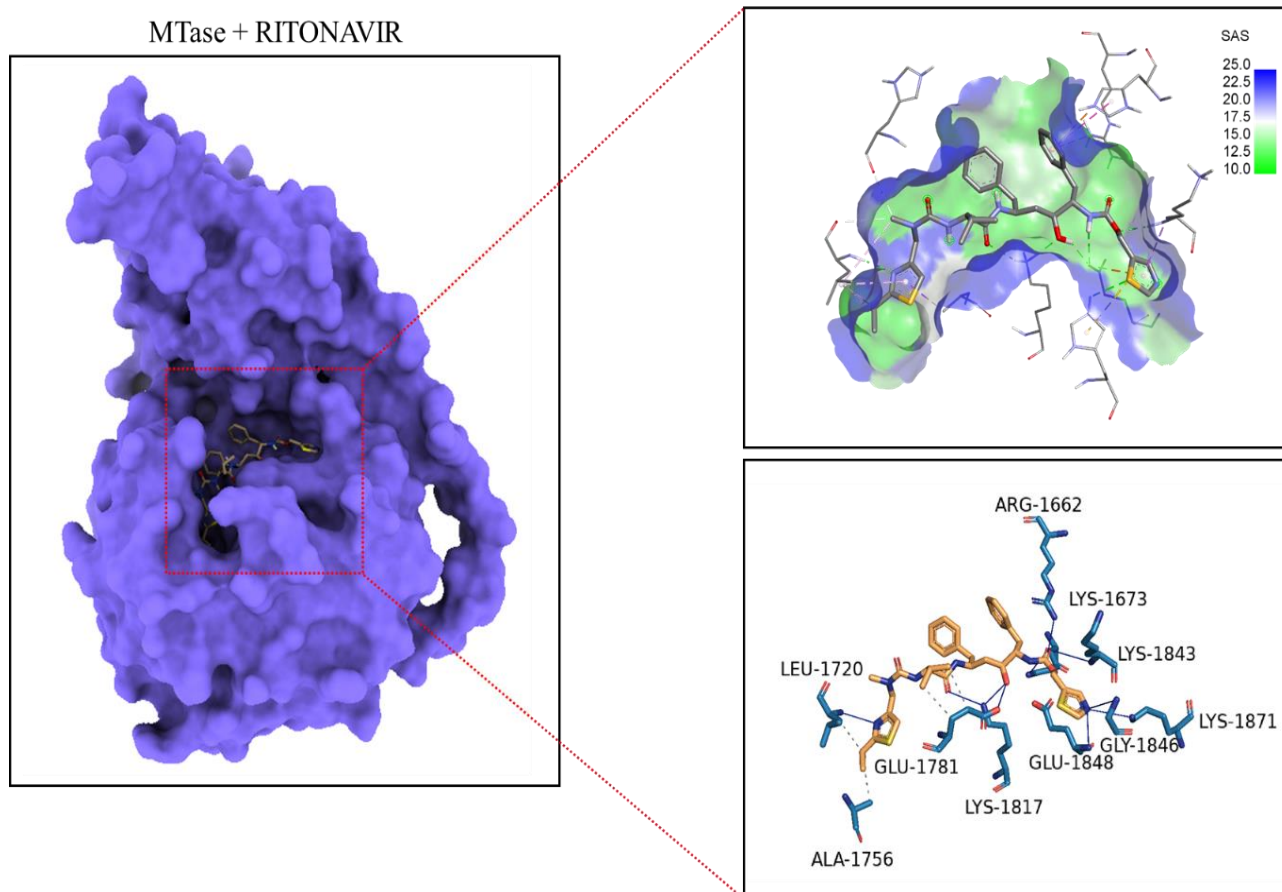 MTase + RITONAVIR
SAS
25.0
22.5
20.0
17.5
15.0
12.5
10.0
ARG-1662
LYS-1673
LYS-1843
LEU-1720
LYS-1871
GLY-1846
GLU-1781
GLU-1848
LYS-1817
ALA-1756